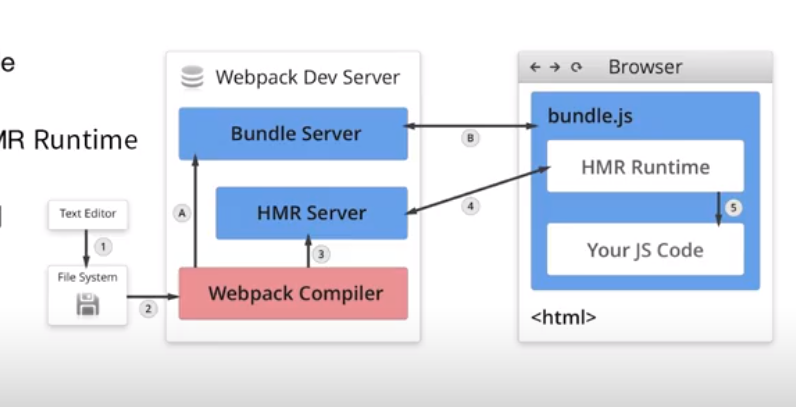 e
MR Runtime
Webpack Dev Server
Bundle Server
HMR Server
Webpack Compiler
A
3
Text Editor
1
File System
2
B
4
Browser
bundle.js
HMR Runtime
5
Your JS Code
<html>